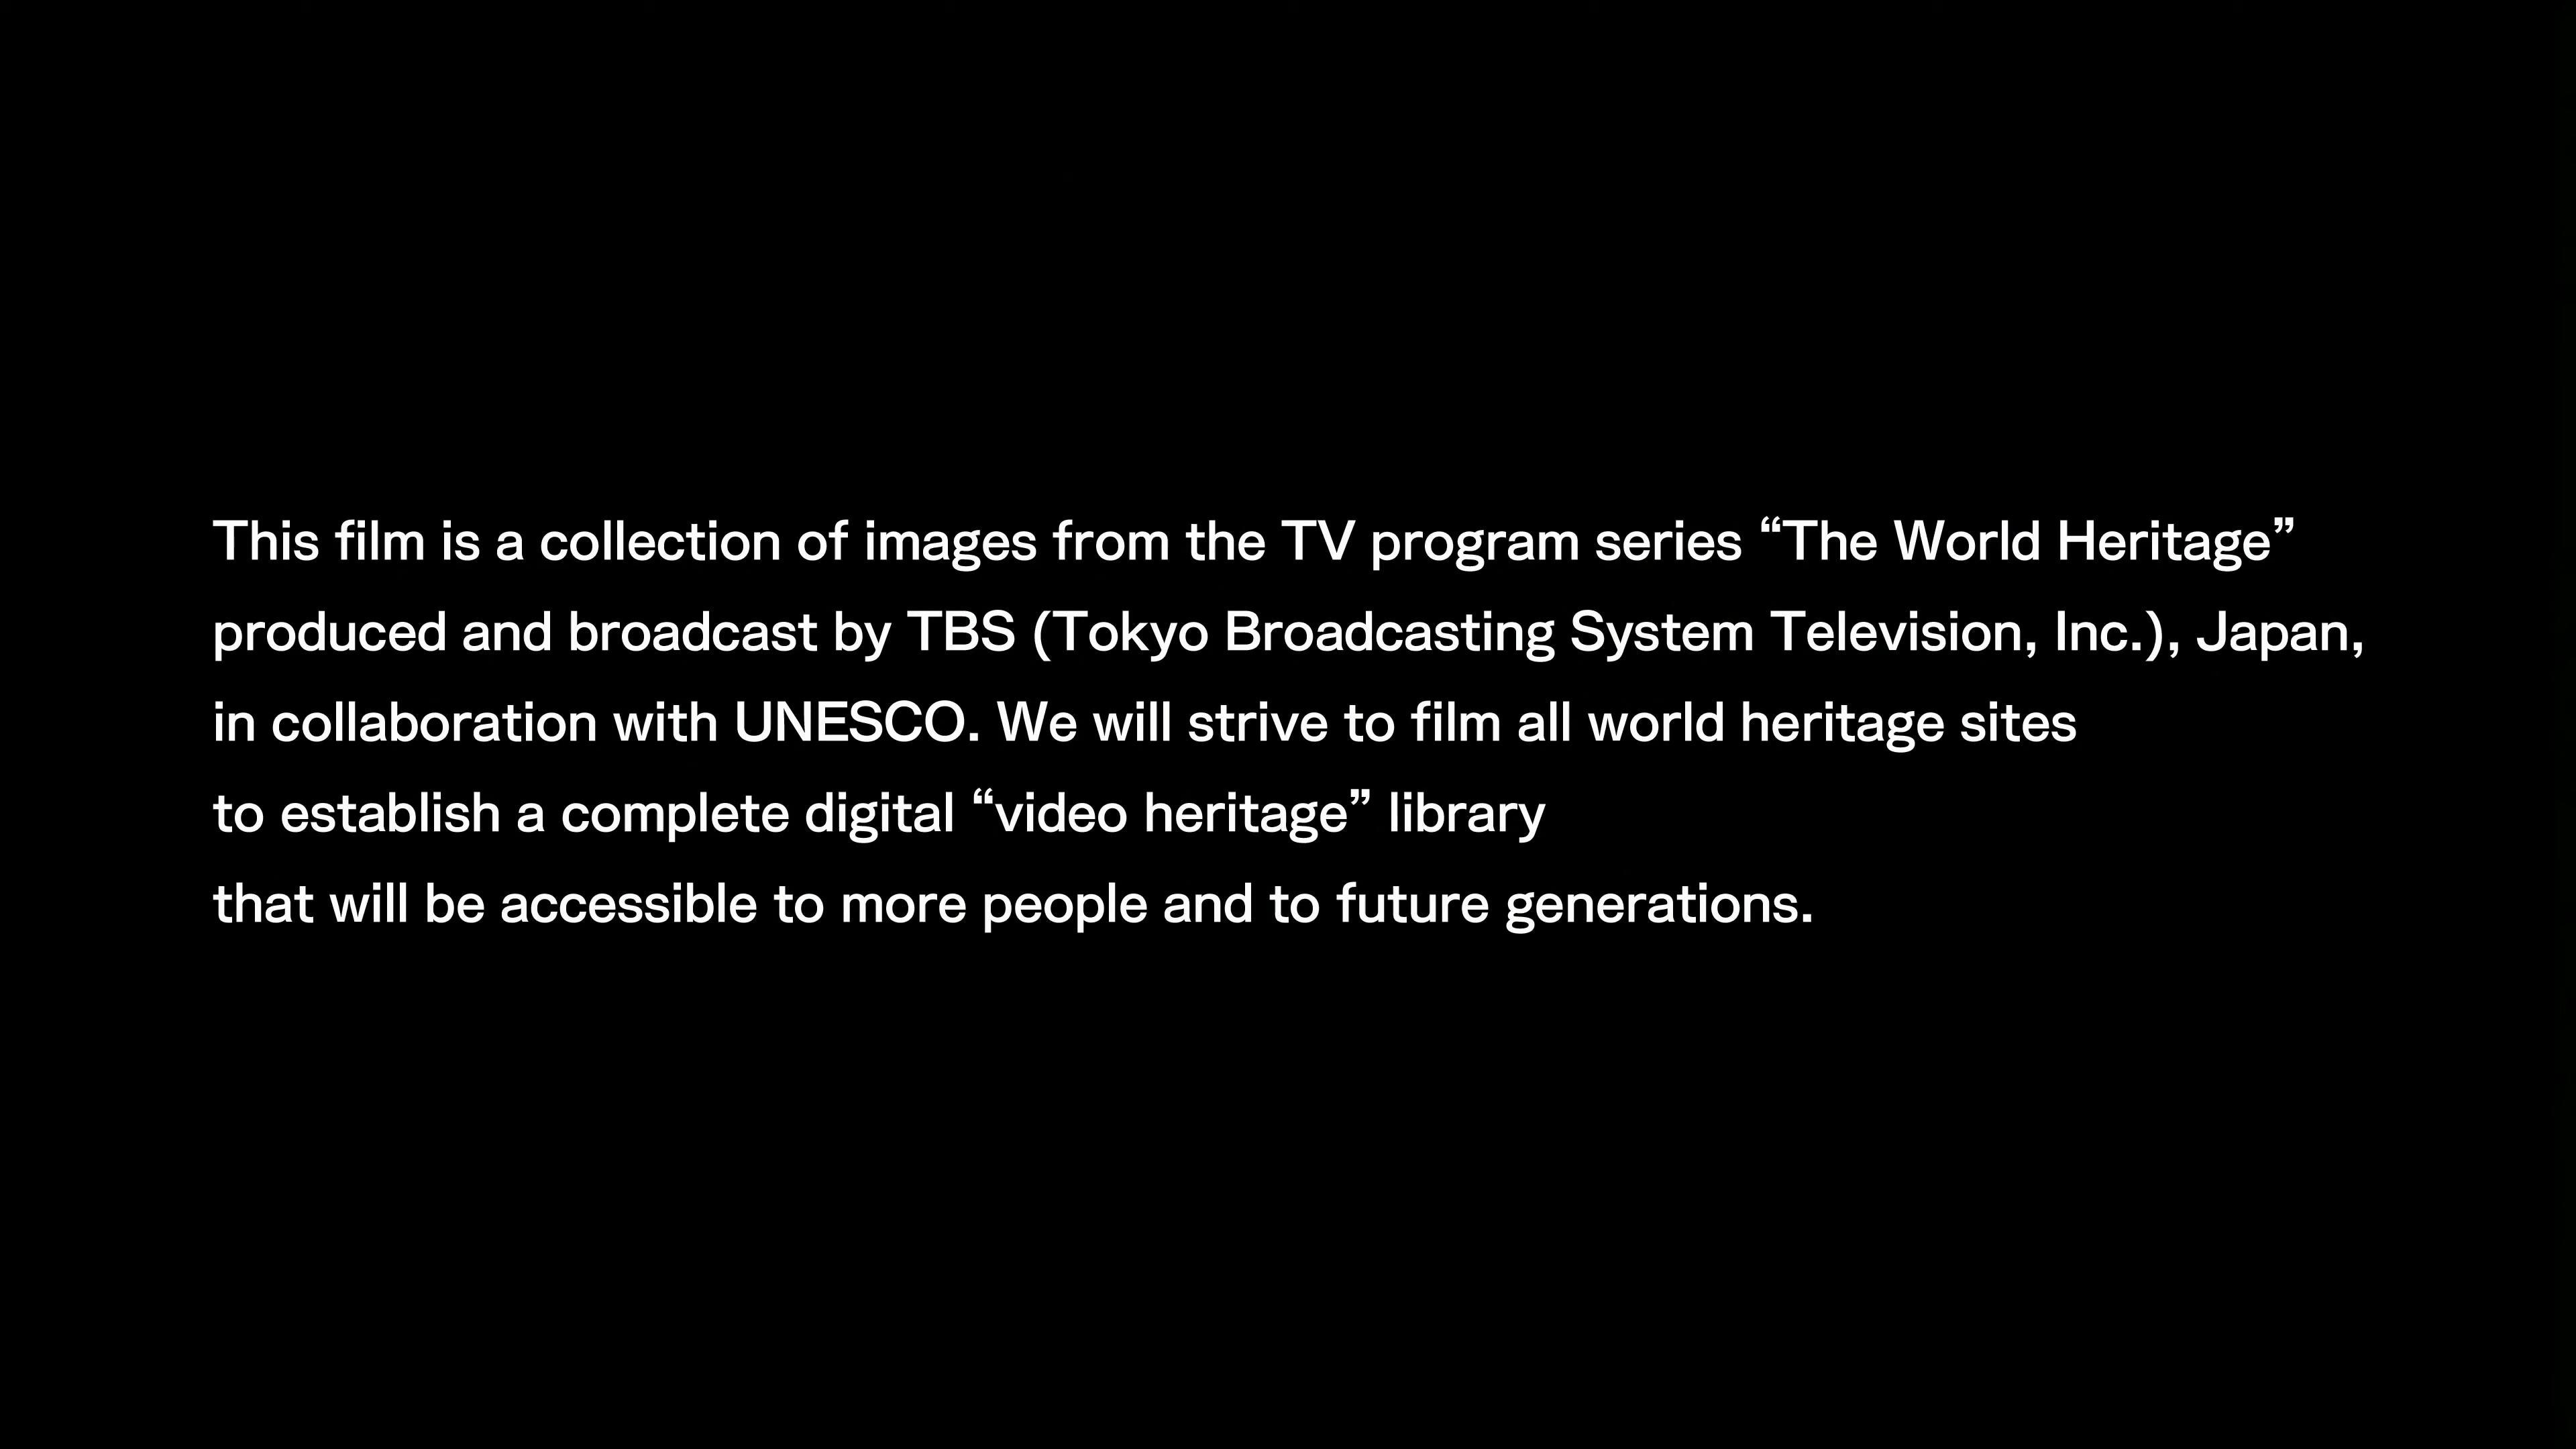 This film is a collection of images from the TV program series “The World Heritage”
produced and broadcast by TBS (Tokyo Broadcasting System Television, Inc.), Japan,
in collaboration with UNESCO. We will strive to film all world heritage sites
to establish a complete digital “video heritage” library
that will be accessible to more people and to future generations.